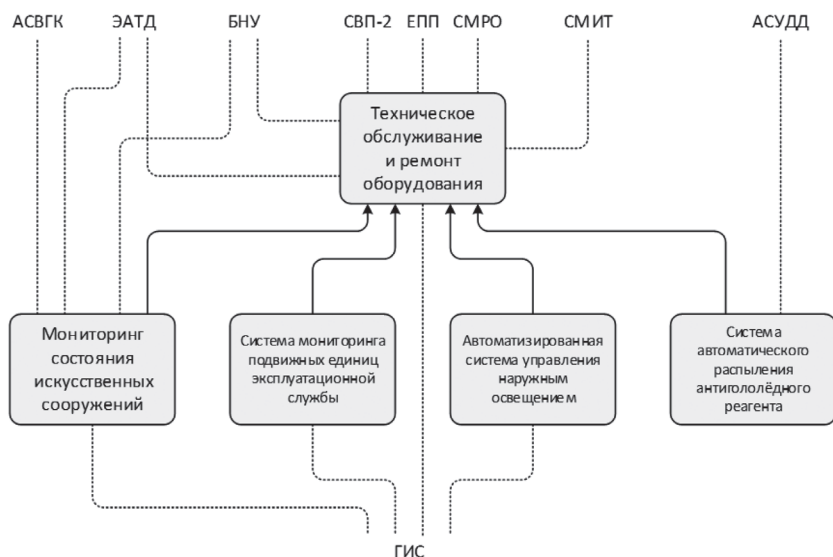 АСВГК ЭАТД БНУ СВП-2 ЕПП СМРО СМИТ АСУДД
Техническое
обслуживание
и ремонт
оборудования
Мониторинг
состояния
искусственных
сооружений
Система мониторинга
подвижных единиц
эксплуатационной
службы
Автоматизированная
система управления
наружным
освещением
Система
автоматического
распыления
антигололёдного
реагента
ГИС